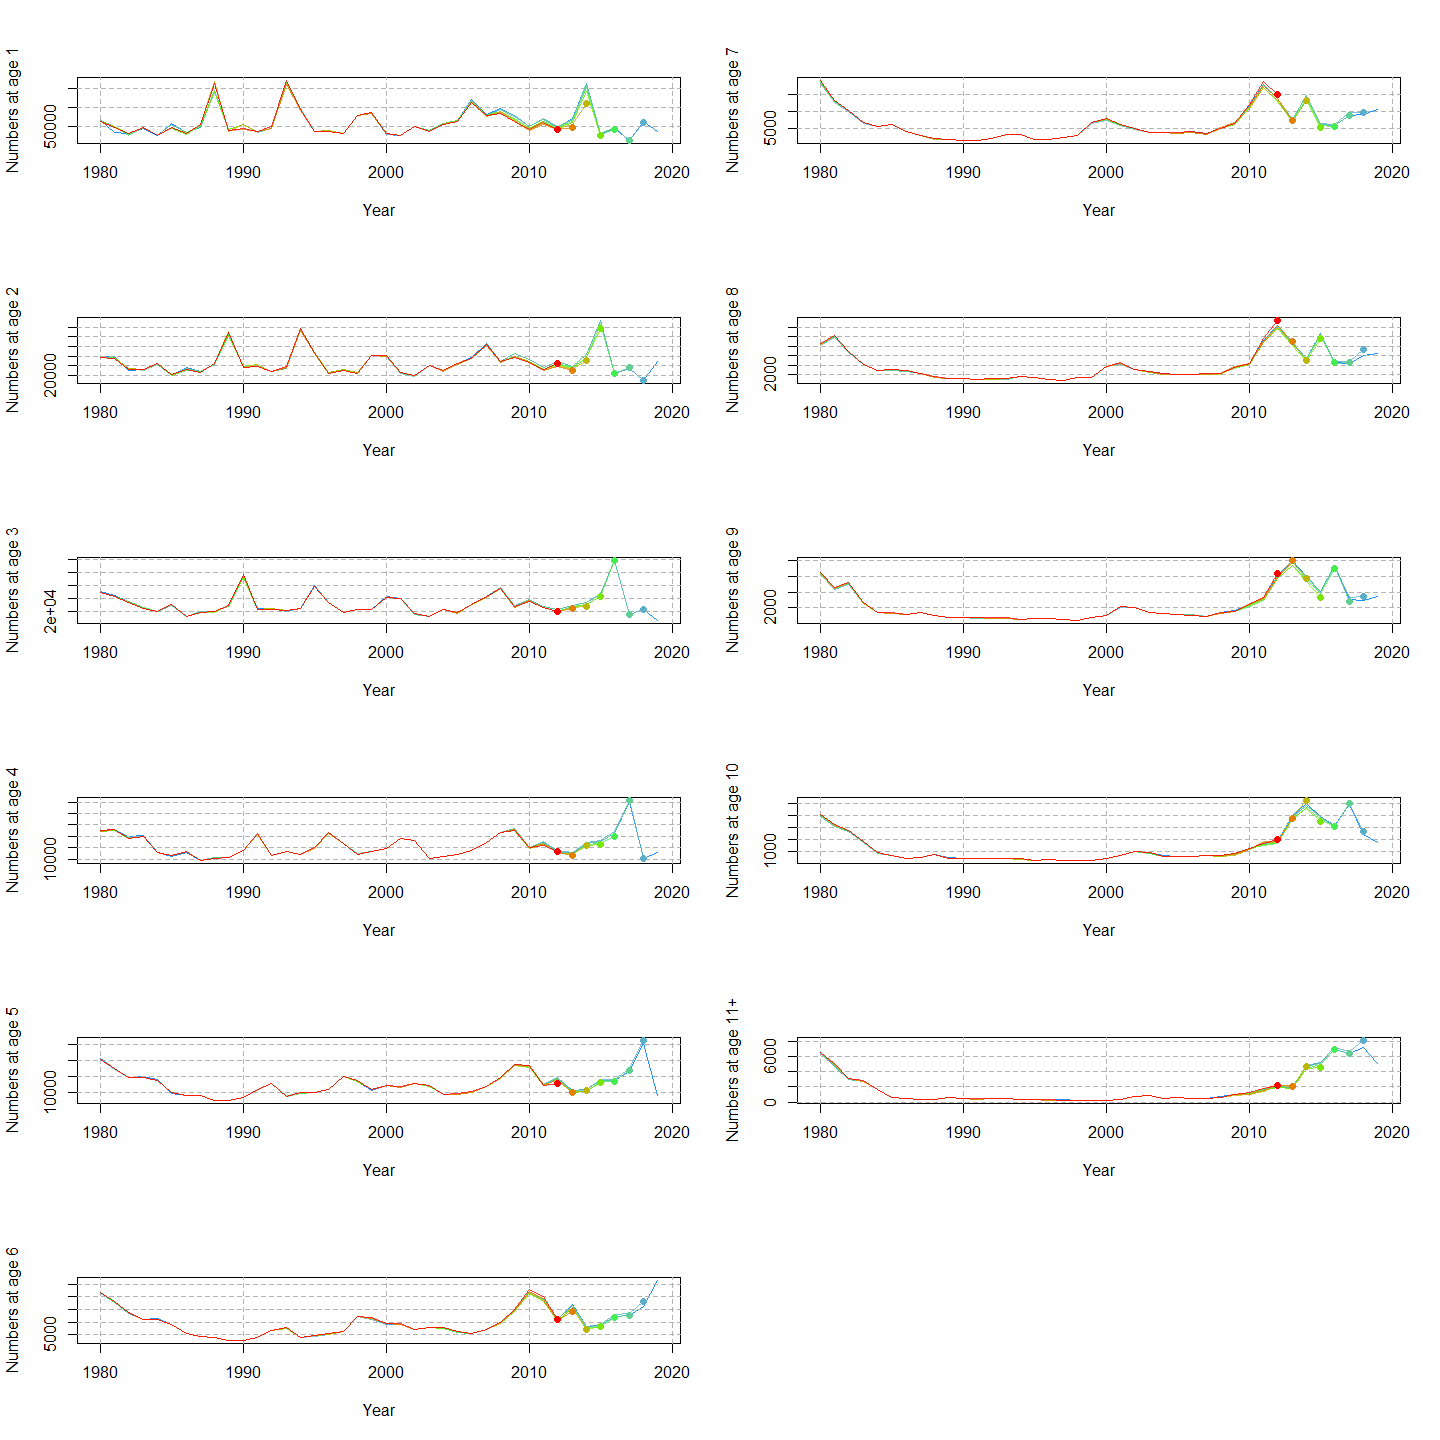 Numbers at age 1
50000
1980 1990 2000 2010 2020
Year
Numbers at age 7
5000
1980 1990 2000 2010 2020
Year
Numbers at age 2
20000
1980 1990 2000 2010 2020
Year
Numbers at age 8
2000
1980 1990 2000 2010 2020
Year
Numbers at age 3
2e+04
1980 1990 2000 2010 2020
Year
Numbers at age 9
2000
1980 1990 2000 2010 2020
Year
Numbers at age 4
10000
1980 1990 2000 2010 2020
Year
Numbers at age 10
1000
1980 1990 2000 2010 2020
Year
Numbers at age 5
10000
1980 1990 2000 2010 2020
Year
Numbers at age 11+
0 6000
1980 1990 2000 2010 2020
Year
Numbers at age 6
5000
1980 1990 2000 2010 2020
Year